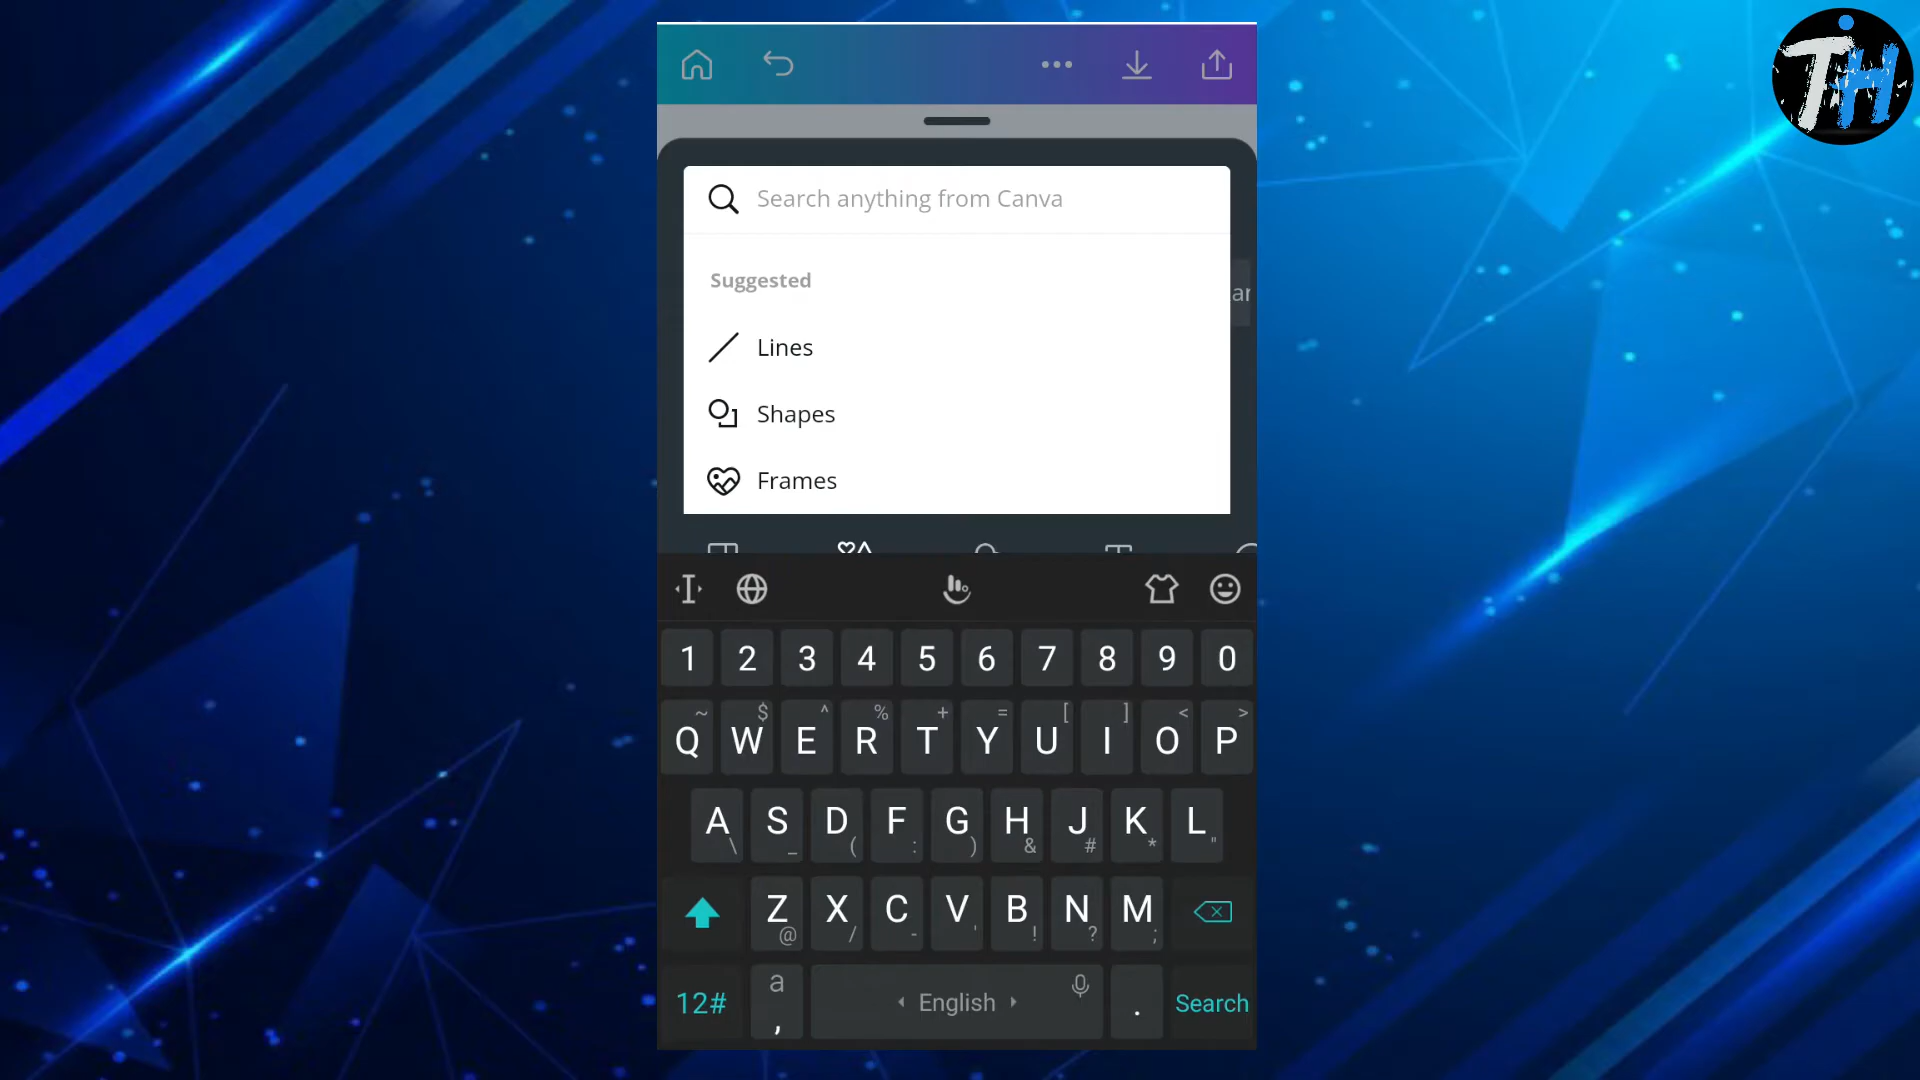 TiH
Search anything from Canva
Suggested
ar
Lines
Shapes
Frames
1 2 3 4 5 6 7 8 9 0
~ $ ^ % + = [ ] < >
Q W E R T Y U I O P
A S D F G H J K L
\ _ ( : ) & # * "
Z X C V B N M
@ / - ' ! ? ;
12# a , English . Search